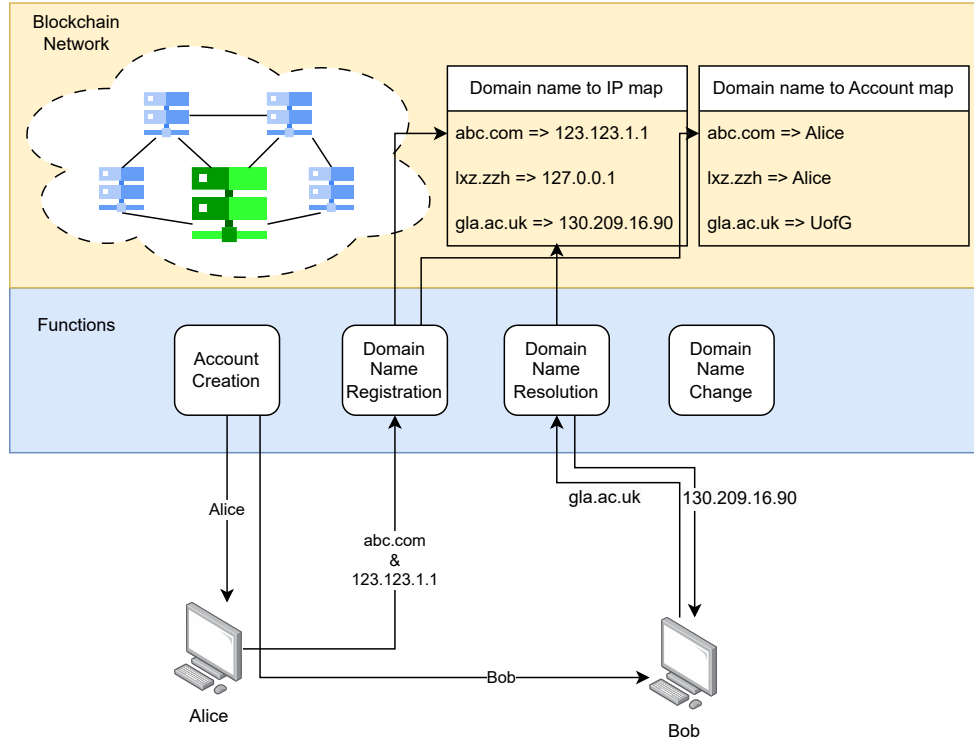 Blockchain
Network
Domain name to IP map
abc.com => 123.123.1.1
lxz.zzh => 127.0.0.1
gla.ac.uk => 130.209.16.90
Domain name to Account map
abc.com => Alice
lxz.zzh => Alice
gla.ac.uk => UofG
Functions
Account
Creation
Domain
Name
Registration
Domain
Name
Resolution
Domain
Name
Change
Alice
abc.com
&
123.123.1.1
gla.ac.uk
130.209.16.90
Bob
Alice
Bob